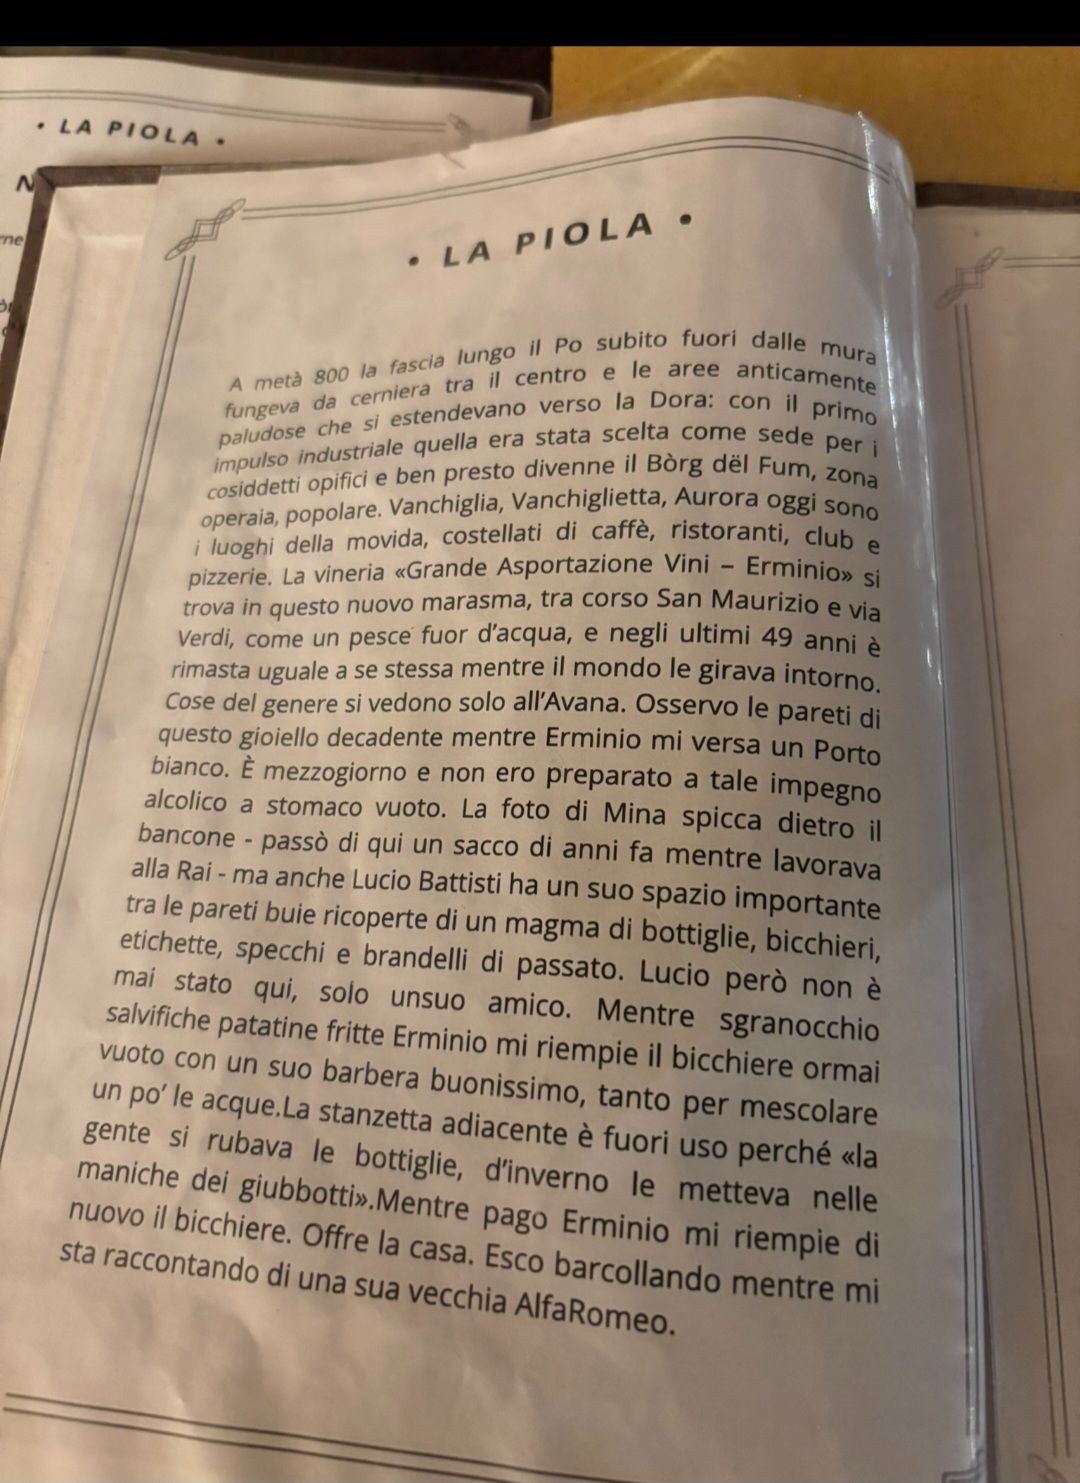 • LA PIOLA •
N
• LA PIOLA •
A metà 800 la fascia lungo il Po subito fuori dalle mura
fungeva da cerniera tra il centro e le aree anticamente
paludose che si estendevano verso la Dora: con il primo
impulso industriale quella era stata scelta come sede per i
cosiddetti opifici e ben presto divenne il Bòrg dël Fum, zona
operaia, popolare. Vanchiglia, Vanchiglietta, Aurora oggi sono
i luoghi della movida, costellati di caffè, ristoranti, club e
pizzerie. La vineria «Grande Asportazione Vini – Erminio» si
trova in questo nuovo marasma, tra corso San Maurizio e via
Verdi, come un pesce fuor d'acqua, e negli ultimi 49 anni è
rimasta uguale a se stessa mentre il mondo le girava intorno.
Cose del genere si vedono solo all'Avana. Osservo le pareti di
questo gioiello decadente mentre Erminio mi versa un Porto
bianco. È mezzogiorno e non ero preparato a tale impegno
alcolico a stomaco vuoto. La foto di Mina spicca dietro il
bancone - passò di qui un sacco di anni fa mentre lavorava
alla Rai - ma anche Lucio Battisti ha un suo spazio importante
tra le pareti buie ricoperte di un magma di bottiglie, bicchieri,
etichette, specchi e brandelli di passato. Lucio però non è
mai stato qui, solo unsuo amico. Mentre sgranocchio
salvifiche patatine fritte Erminio mi riempie il bicchiere ormai
vuoto con un suo barbera buonissimo, tanto per mescolare
un po' le acque.La stanzetta adiacente è fuori uso perché «la
gente si rubava le bottiglie, d'inverno le metteva nelle
maniche dei giubbotti».Mentre pago Erminio mi riempie di
nuovo il bicchiere. Offre la casa. Esco barcollando mentre mi
sta raccontando di una sua vecchia AlfaRomeo.